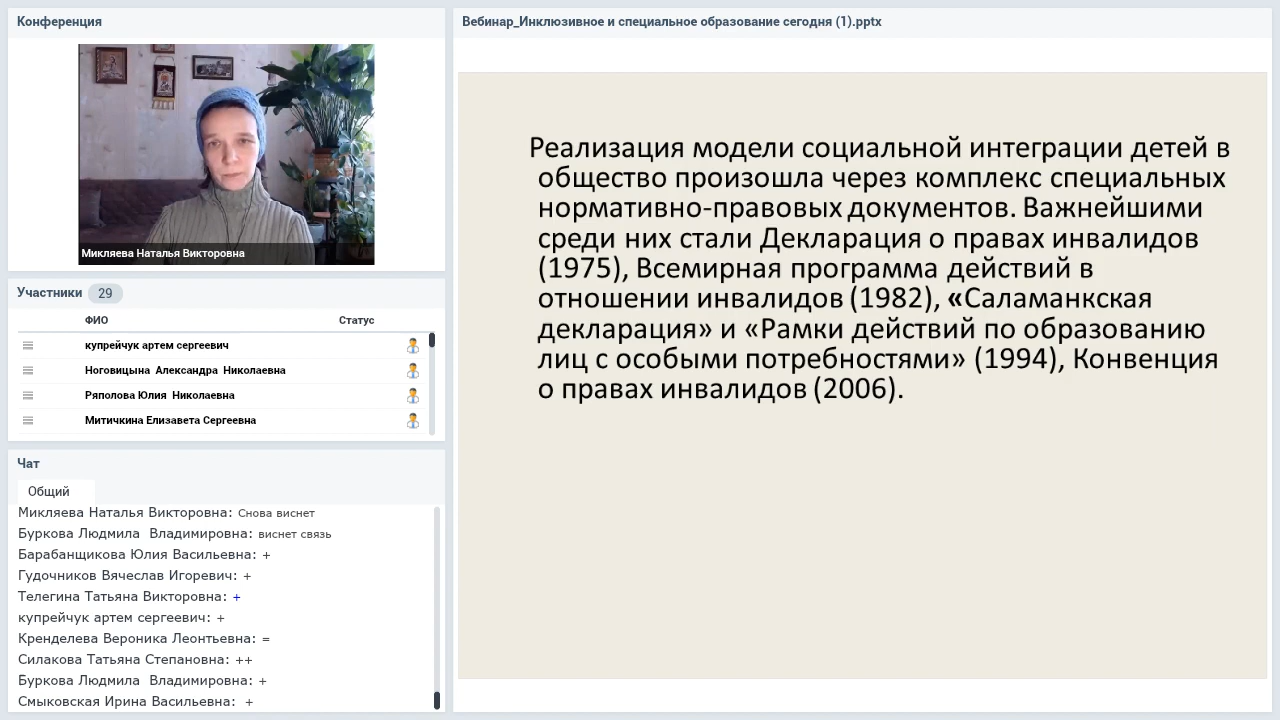 Конференция
Микляева Наталья Викторовна
Участники 29
ФИО Статус
купрейчук артем сергеевич
Ноговицына Александра Николаевна
Ряполова Юлия Николаевна
Митичкина Елизавета Сергеевна
Чат
Общий
Микляева Наталья Викторовна: Снова виснет
Буркова Людмила Владимировна: виснет связь
Барабанщикова Юлия Васильевна: +
Гудочников Вячеслав Игоревич: +
Телегина Татьяна Викторовна: +
купрейчук артем сергеевич: +
Кренделева Вероника Леонтьевна: =
Силакова Татьяна Степановна: ++
Буркова Людмила Владимировна: +
Смыковская Ирина Васильевна: +
Вебинар_Инклюзивное и специальное образование сегодня (1).pptx
Реализация модели социальной интеграции детей в
общество произошла через комплекс специальных
нормативно-правовых документов. Важнейшими
среди них стали Декларация о правах инвалидов
(1975), Всемирная программа действий в
отношении инвалидов (1982), «Саламанкская
декларация» и «Рамки действий по образованию
лиц с особыми потребностями» (1994), Конвенция
о правах инвалидов (2006).